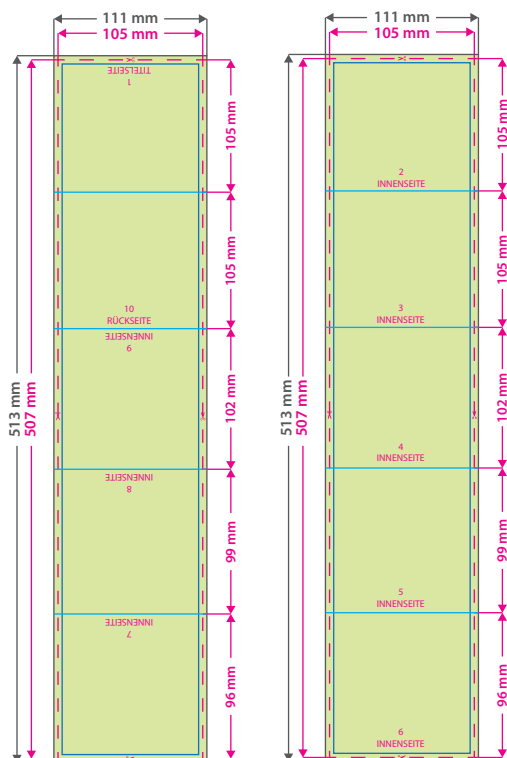 111 mm
105 mm
TITELSEITE
1
105 mm
105 mm
10
RÜCKSEITE
INNENSEITE
9
102 mm
513 mm
507 mm
INNENSEITE
8
99 mm
INNENSEITE
7
96 mm
111 mm
105 mm
105 mm
2
INNENSEITE
105 mm
3
INNENSEITE
102 mm
513 mm
507 mm
4
INNENSEITE
99 mm
5
INNENSEITE
96 mm
6
INNENSEITE